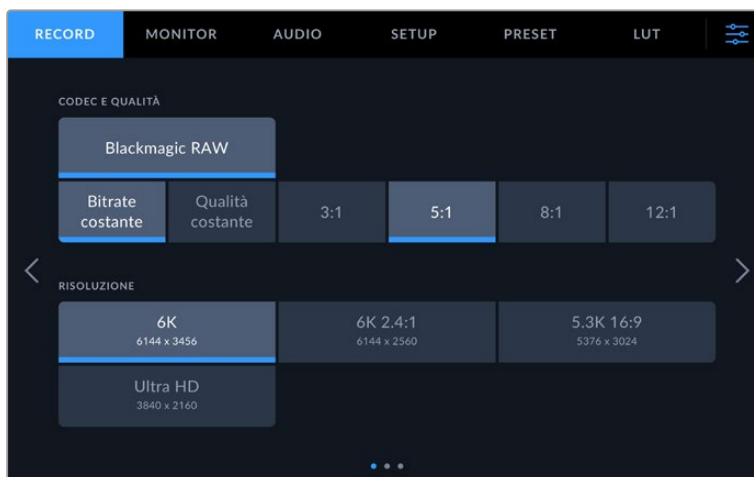 RECORD MONITOR AUDIO SETUP PRESET LUT
CODEC E QUALITÀ
Blackmagic RAW
Bitrate costante
Qualità costante
3:1 5:1 8:1 12:1
RISOLUZIONE
6K
6144 x 3456
6K 2.4:1
6144 x 2560
5.3K 16:9
5376 x 3024
Ultra HD
3840 x 2160